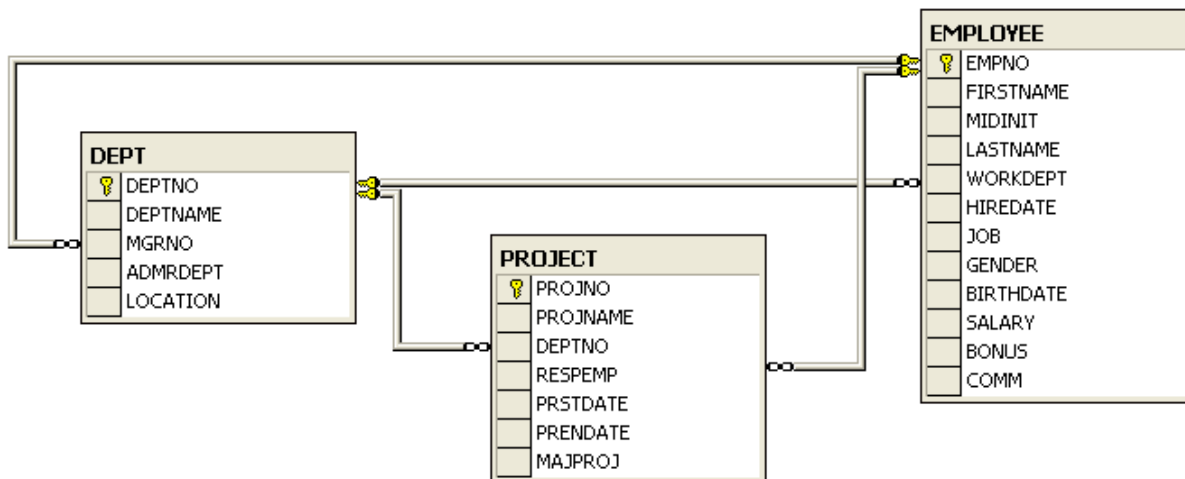 EMPLOYEE
EMPNO
FIRSTNAME
MIDINIT
LASTNAME
WORKDEPT
HIREDATE
JOB
GENDER
BIRTHDATE
SALARY
BONUS
COMM
DEPT
DEPTNO
DEPTNAME
MGRNO
ADMRDEPT
LOCATION
PROJECT
PROJNO
PROJNAME
DEPTNO
RESPEMP
PRSTDATE
PRENDATE
MAJPROJ